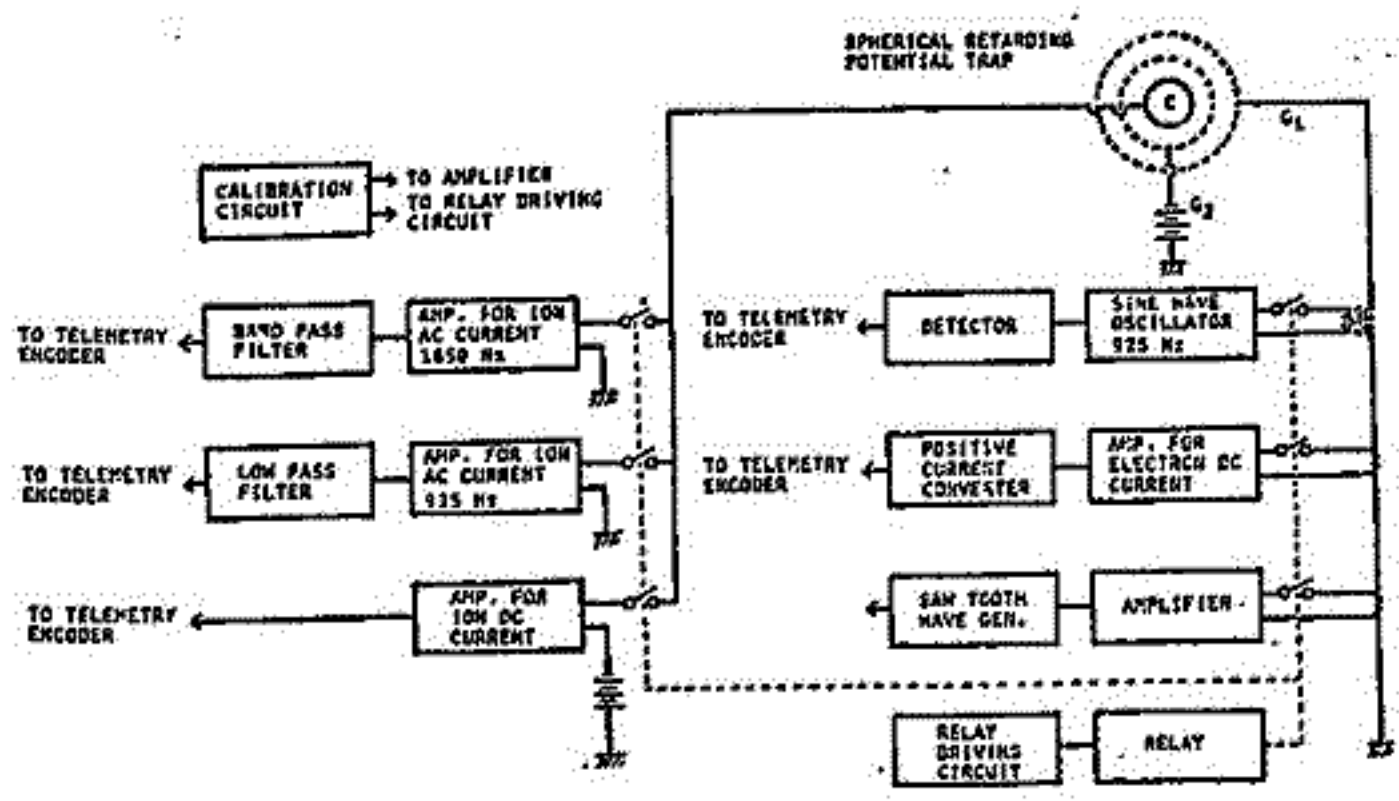 SPHERICAL RETARDING
POTENTIAL TRAP
C
G1
G2
CALIBRATION
CIRCUIT
TO AMPLIFIER
TO RELAY DRIVING
CIRCUIT
TO TELEMETRY
ENCODER
BAND PASS
FILTER
AMP. FOR ION
AC CURRENT
1850 Hz
TO TELEMETRY
ENCODER
DETECTOR
SINE WAVE
OSCILLATOR
925 Hz
TO TELEMETRY
ENCODER
LOW PASS
FILTER
AMP. FOR ION
AC CURRENT
Hz
TO TELEMETRY
ENCODER
POSITIVE
CURRENT
CONVERTER
AMP. FOR
ELECTRON DC
CURRENT
TO TELEMETRY
ENCODER
AMP. FOR
ION DC
CURRENT
SAW TOOTH
WAVE GEN.
AMPLIFIER
RELAY
DRIVING
CIRCUIT
RELAY